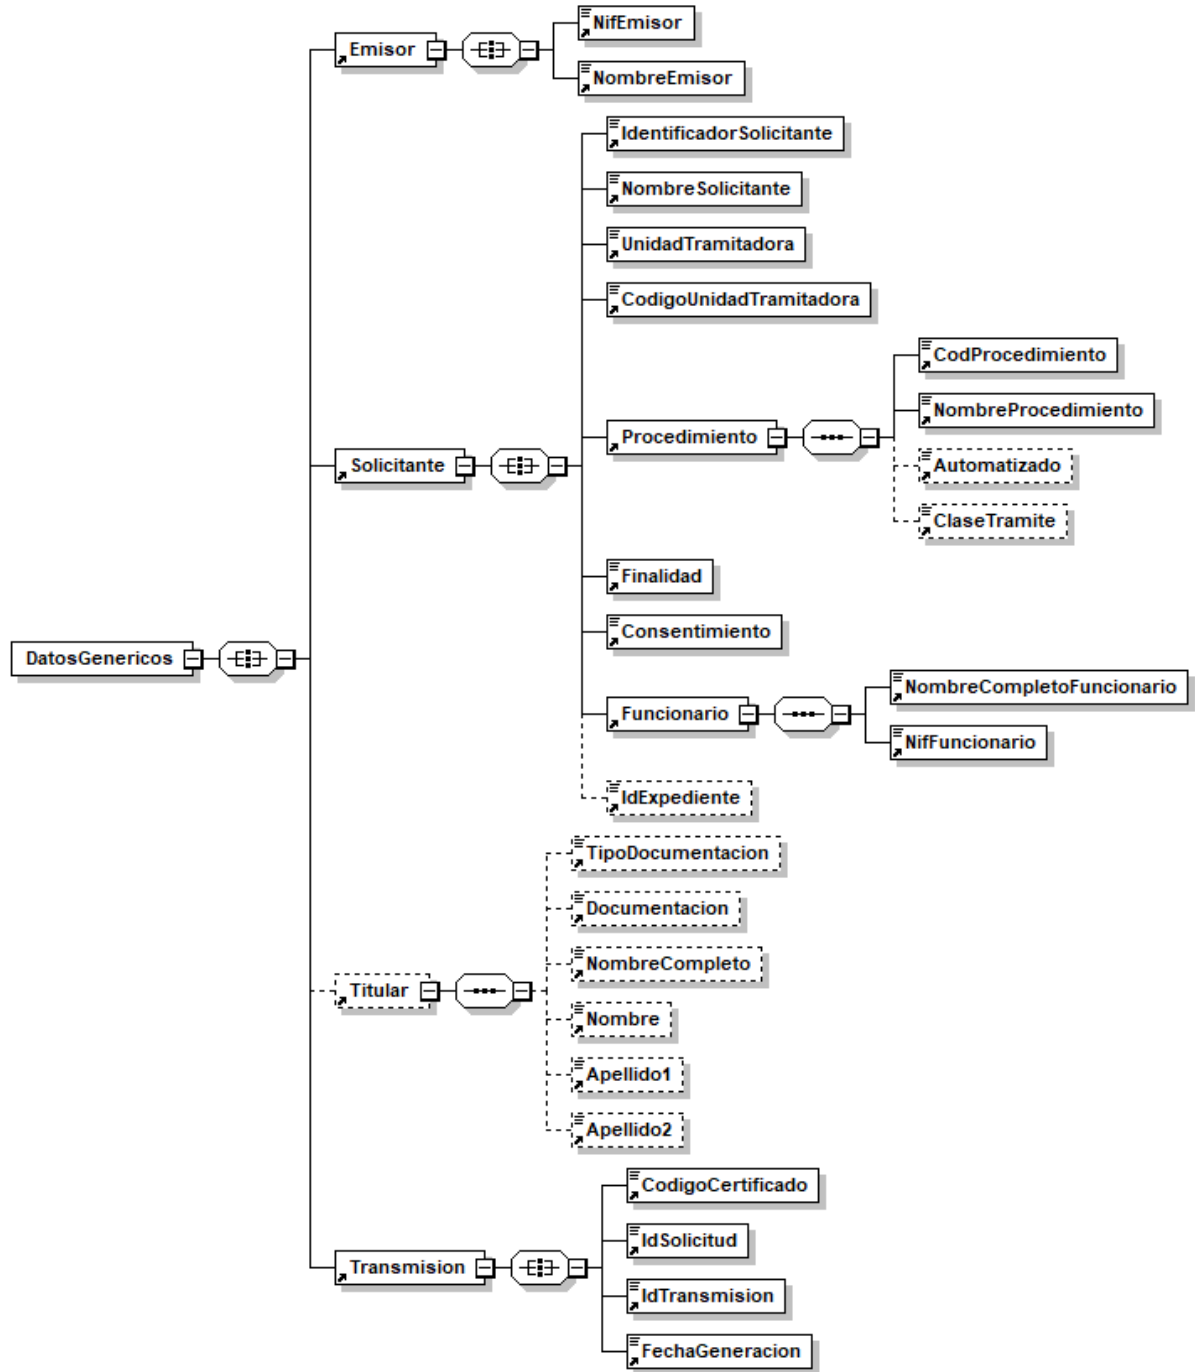 NifEmisor
Emisor
NombreEmisor
IdentificadorSolicitante
NombreSolicitante
UnidadTramitadora
CodigoUnidadTramitadora
CodProcedimiento
NombreProcedimiento
Procedimiento
Solicitante
Automatizado
ClaseTramite
Finalidad
Consentimiento
DatosGenericos
NombreCompletoFuncionario
Funcionario
NifFuncionario
IdExpediente
TipoDocumentacion
Documentacion
NombreCompleto
Titular
Nombre
Apellido1
Apellido2
CodigoCertificado
IdSolicitud
Transmision
IdTransmision
FechaGeneracion